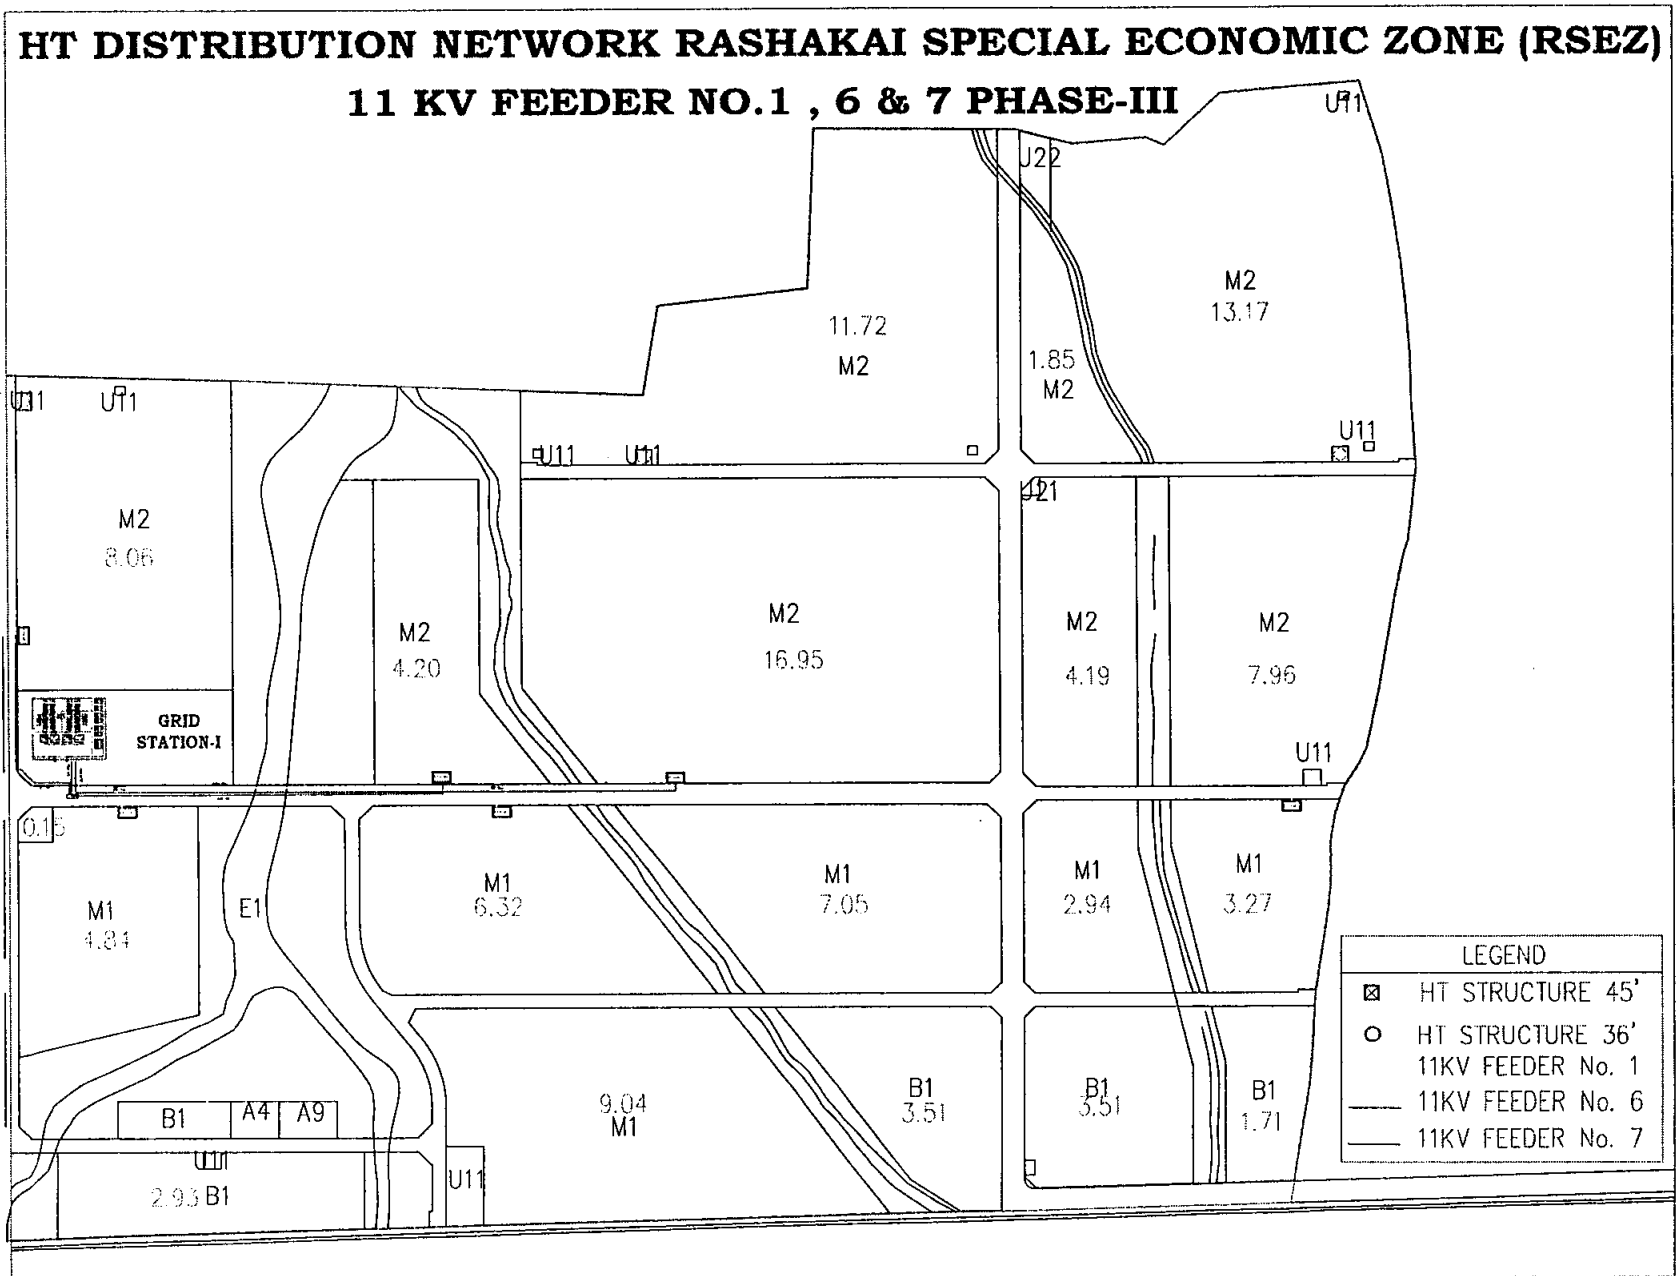 HT DISTRIBUTION NETWORK RASHAKAI SPECIAL ECONOMIC ZONE (RSEZ)
11 KV FEEDER NO.1 , 6 & 7 PHASE-III
U11
J22
M2
13.17
11.72
M2
1.85
M2
U11
U11
U11
U11
U11
J21
M2
8.06
M2
4.20
M2
16.95
M2
4.19
M2
7.96
GRID
STATION-I
U11
0.15
M1
4.84
E1
M1
6.32
M1
7.05
M1
2.94
M1
3.27
B1
A4
A9
9.04
M1
B1
3.51
B1
3.51
B1
1.71
2.93 B1
U11
LEGEND
HT STRUCTURE 45'
HT STRUCTURE 36'
11KV FEEDER No. 1
11KV FEEDER No. 6
11KV FEEDER No. 7